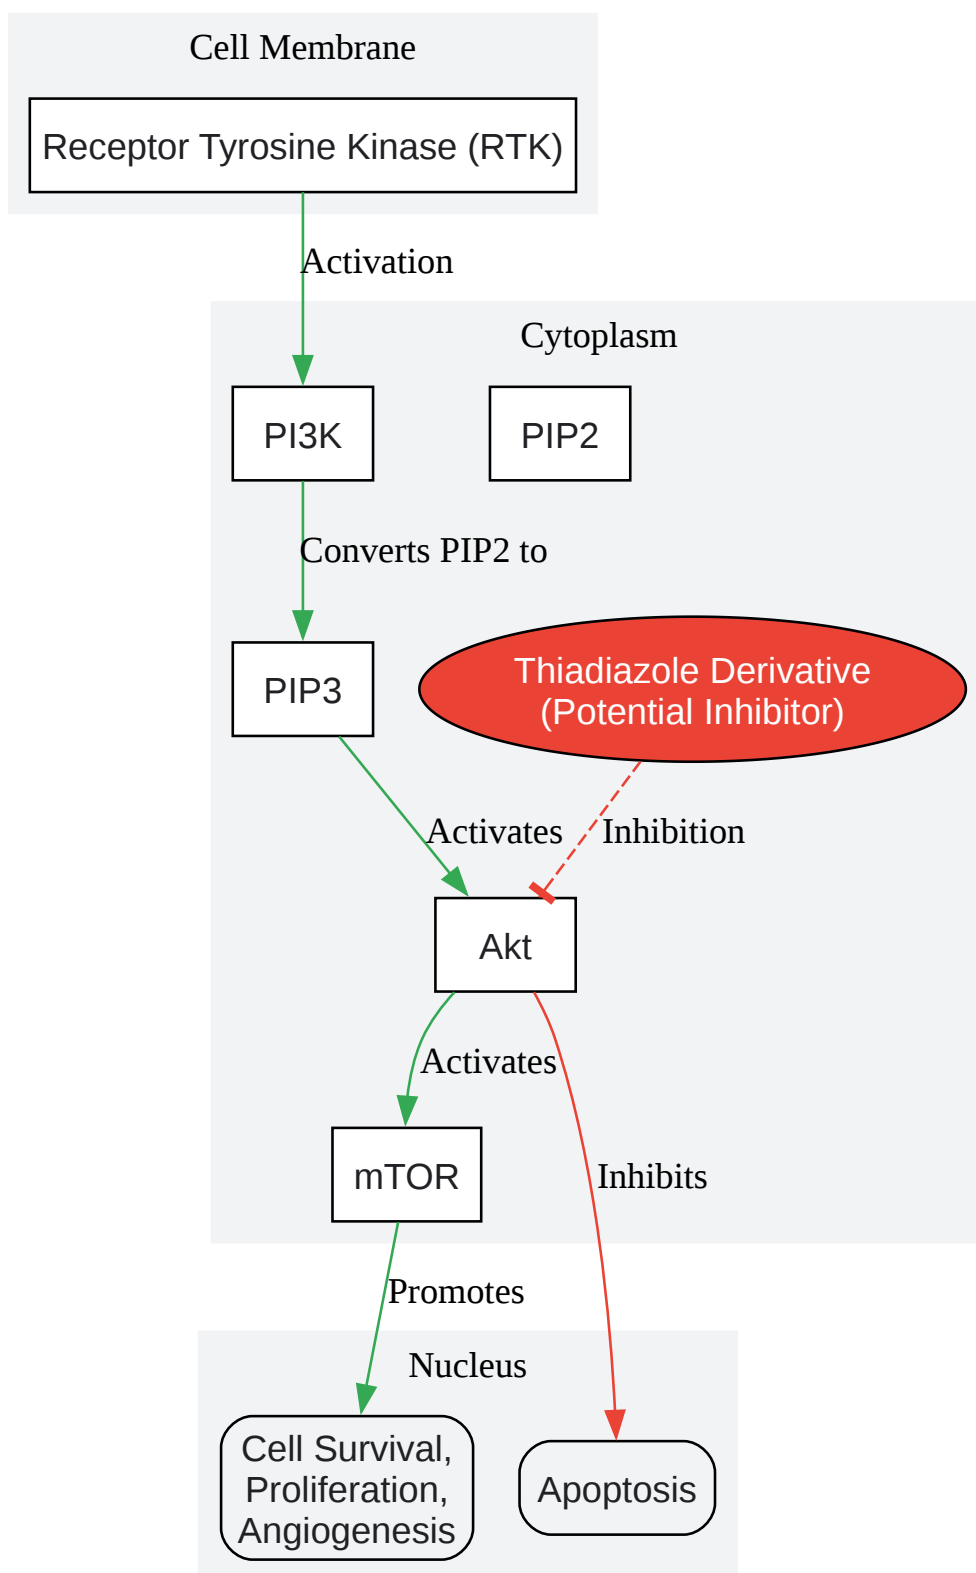 Cell Membrane
Receptor Tyrosine Kinase (RTK)
Activation
Cytoplasm
PI3K
PIP2
Converts PIP2 to
PIP3
Thiadiazole Derivative
(Potential Inhibitor)
Activates
Inhibition
Akt
Activates
mTOR
Inhibits
Promotes
Nucleus
Cell Survival,
Proliferation,
Angiogenesis
Apoptosis